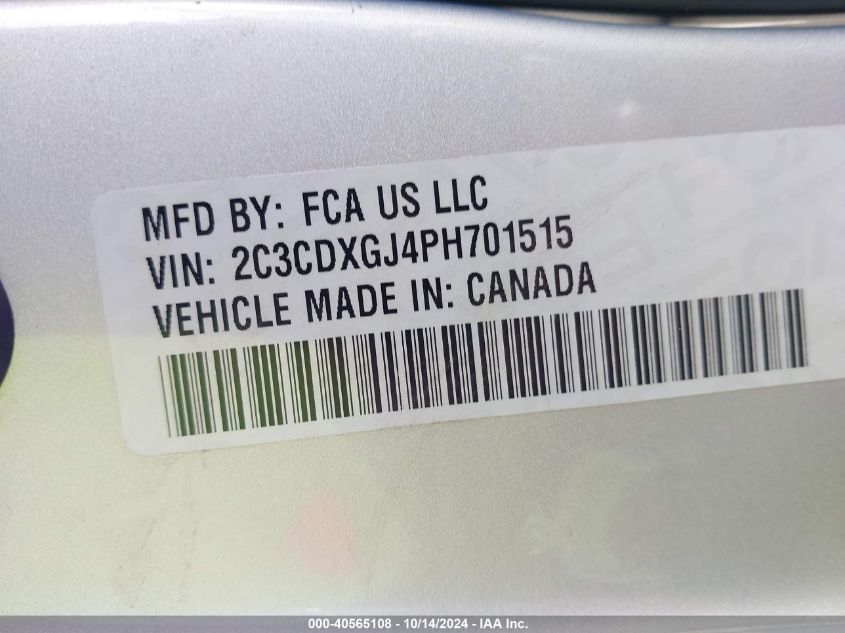 MFD BY: FCA US LLC
VIN: 2C3CDXGJ4PH701515
VEHICLE MADE IN: CANADA
000-40565108 - 10/14/2024 - IAA Inc.